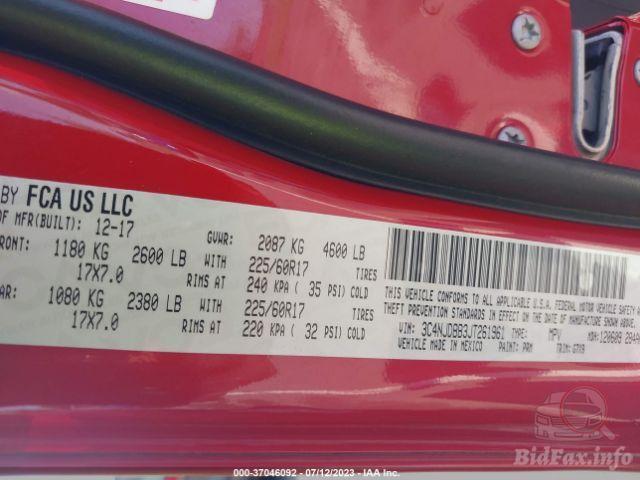 BY FCA US LLC
OF MFR(BUILT): 12-17 GVWR: 2087 KG 4600 LB
FRONT: 1180 KG 2600 LB WITH 225/60R17 TIRES
17X7.0 RIMS AT 240 KPA ( 35 PSI) COLD
AR: 1080 KG 2380 LB WITH 225/60R17 TIRES
17X7.0 RIMS AT 220 KPA ( 32 PSI) COLD
THIS VEHICLE CONFORMS TO ALL APPLICABLE U.S.A. FEDERAL MOTOR VEHICLE SAFETY
THEFT PREVENTION STANDARDS IN EFFECT ON THE DATE OF MANUFACTURE SHOWN ABOVE.
VIN: 3C4NJDBB3JT261961 TYPE: MPV MDH: 120609
VEHICLE MADE IN MEXICO PAINT: PRM TRIM:
BidFax.info
000-37046092 - 07/12/2023 - IAA Inc.